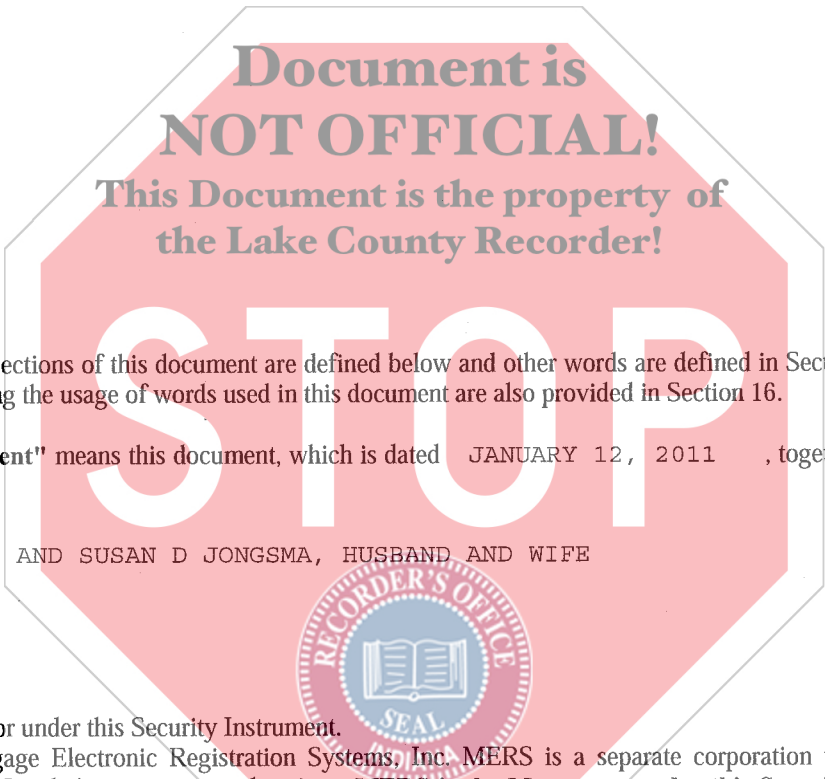 Document is
NOT OFFICIAL!
This Document is the property of
the Lake County Recorder!
STOP
ections of this document are defined below and other words are defined in Sect
g the usage of words used in this document are also provided in Section 16.
ent" means this document, which is dated JANUARY 12, 2011 , toge
AND SUSAN D JONGSMA, HUSBAND AND WIFE
RECORDER'S OFFICE
SEAL
INDIANA
or under this Security Instrument.
gage Electronic Registration Systems, Inc. MERS is a separate corporation